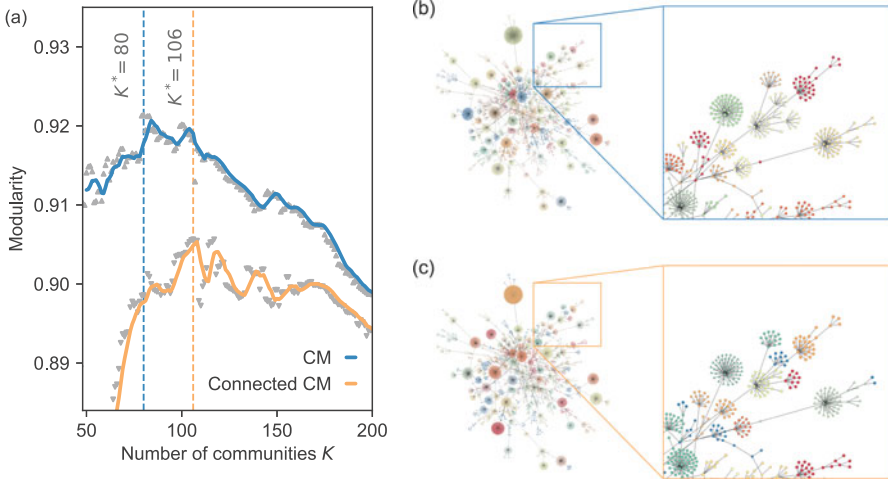 (a)
0.93
0.92
0.91
0.90
0.89
Modularity
K* = 80
K* = 106
CM
Connected CM
50
100
150
200
Number of communities K
(b)
(c)